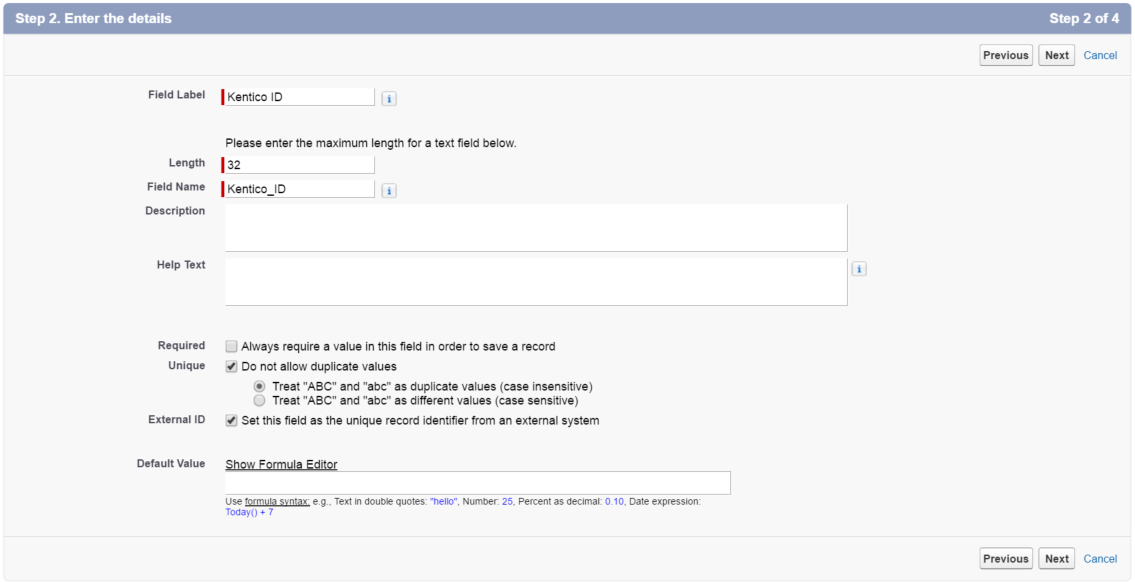 Step 2. Enter the details Step 2 of 4
Previous Next Cancel
Field Label Kentico ID i
Please enter the maximum length for a text field below.
Length 32
Field Name Kentico_ID i
Description
Help Text i
Required Always require a value in this field in order to save a record
Unique Do not allow duplicate values
Treat "ABC" and "abc" as duplicate values (case insensitive)
Treat "ABC" and "abc" as different values (case sensitive)
External ID Set this field as the unique record identifier from an external system
Default Value Show Formula Editor
Use formula syntax: e.g., Text in double quotes: "hello", Number: 25, Percent as decimal: 0.10, Date expression:
Today() + 7
Previous Next Cancel